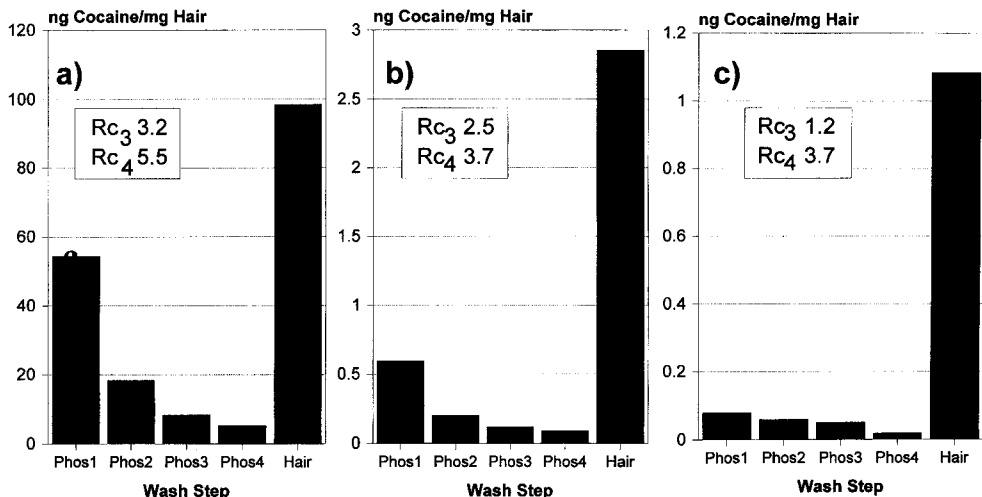 ng Cocaine/mg Hair
120
100
80
60
40
20
0
a)
Rc3 3.2
Rc4 5.5
Phos1 Phos2 Phos3 Phos4 Hair
Wash Step
ng Cocaine/mg Hair
3
2.5
2
1.5
1
0.5
0
b)
Rc3 2.5
Rc4 3.7
Phos1 Phos2 Phos3 Phos4 Hair
Wash Step
ng Cocaine/mg Hair
1.2
1
0.8
0.6
0.4
0.2
0
c)
Rc3 1.2
Rc4 3.7
Phos1 Phos2 Phos3 Phos4 Hair
Wash Step